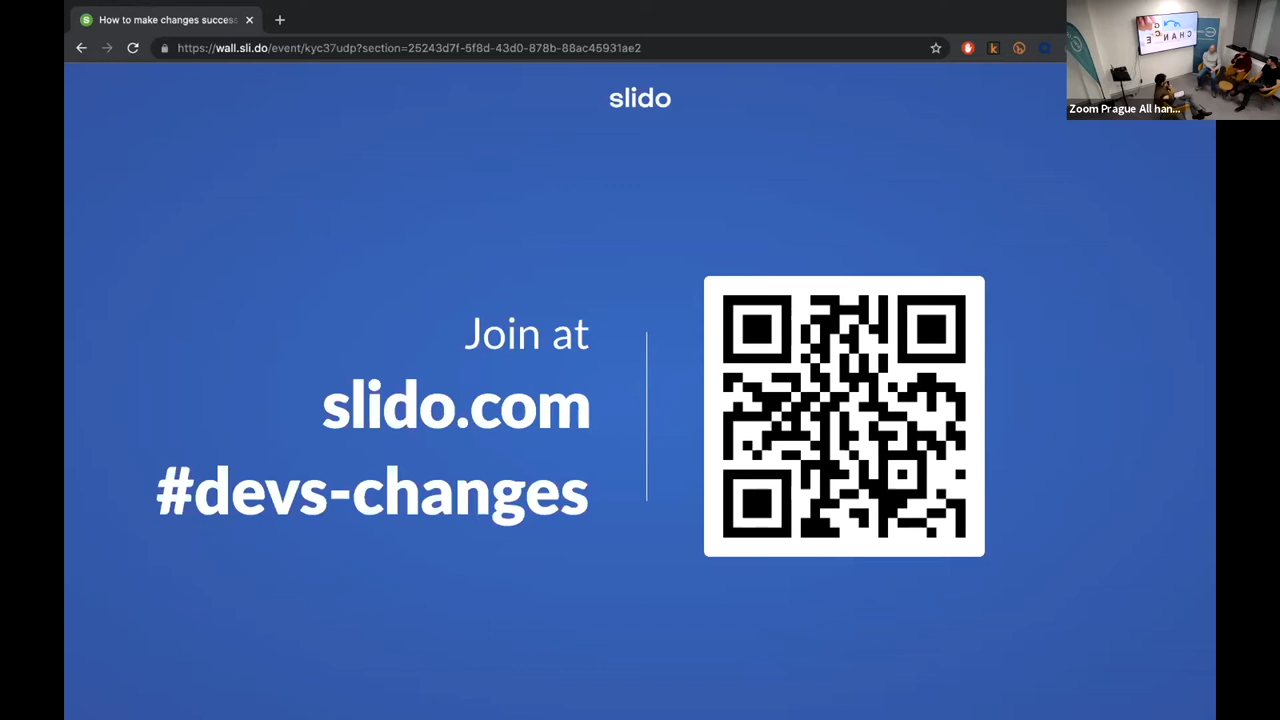 How to make changes success
https://wall.sli.do/event/kyc37udp?section=25243d7f-5f8d-43d0-878b-88ac45931ae2
slido
Join at
slido.com
#devs-changes
Zoom Prague All han...